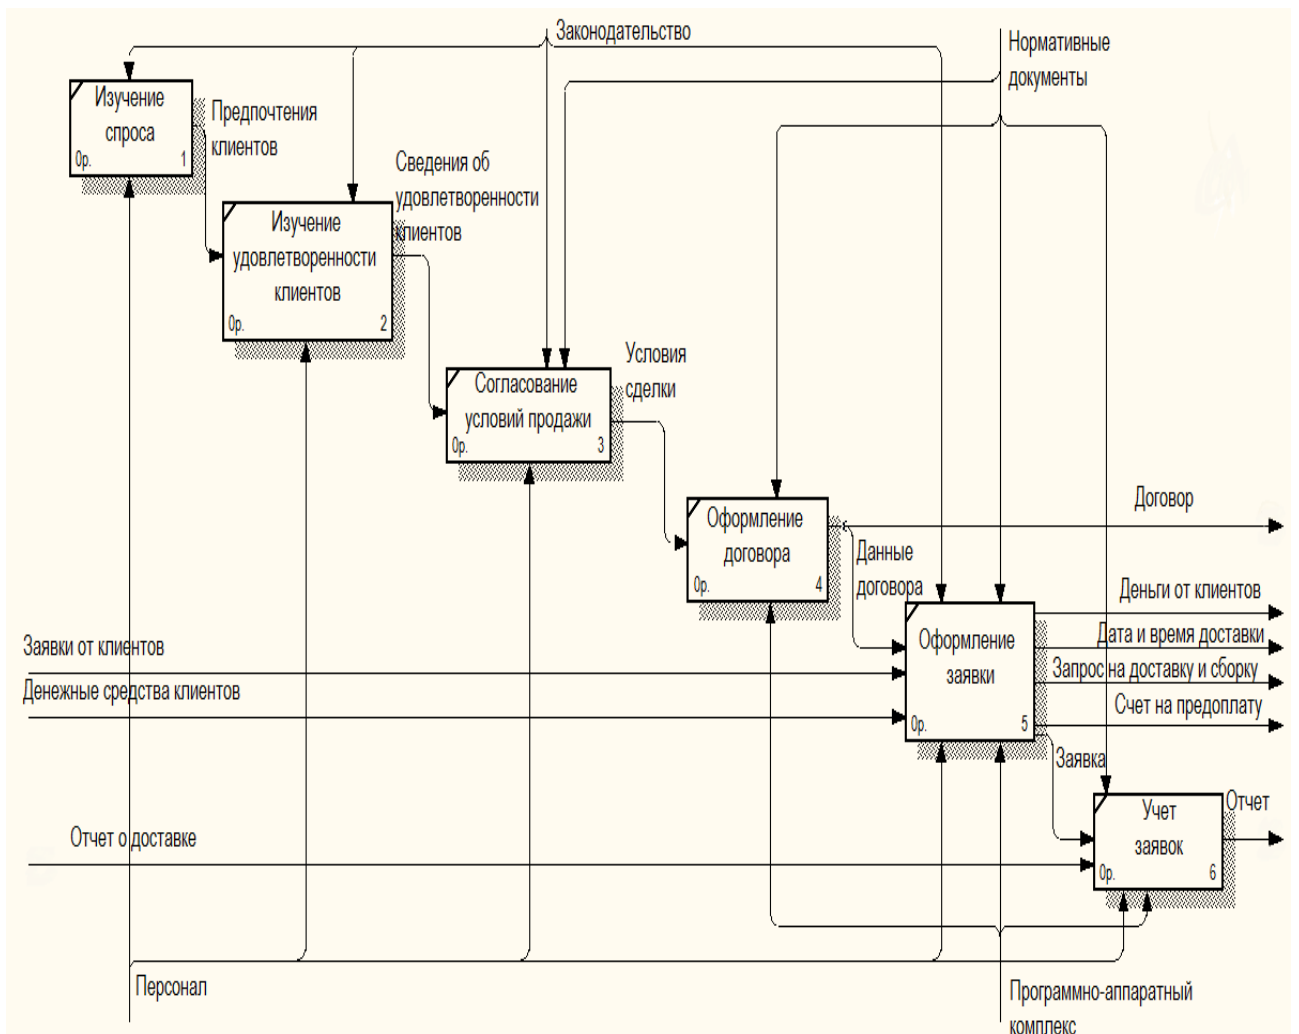 Законодательство
Нормативные
документы
Изучение
спроса
0р.
1
Предпочтения
клиентов
Сведения об
удовлетворенности
клиентов
Изучение
удовлетворенности
клиентов
0р.
2
Условия
сделки
Согласование
условий продажи
0р.
3
Оформление
договора
0р.
4
Договор
Данные
договора
Деньги от клиентов
Дата и время доставки
Запрос на доставку и сборку
Счет на предоплату
Заявки от клиентов
Денежные средства клиентов
Оформление
заявки
0р.
5
Заявка
Учет
заявок
0р.
6
Отчет
Отчет о доставке
Персонал
Программно-аппаратный
комплекс